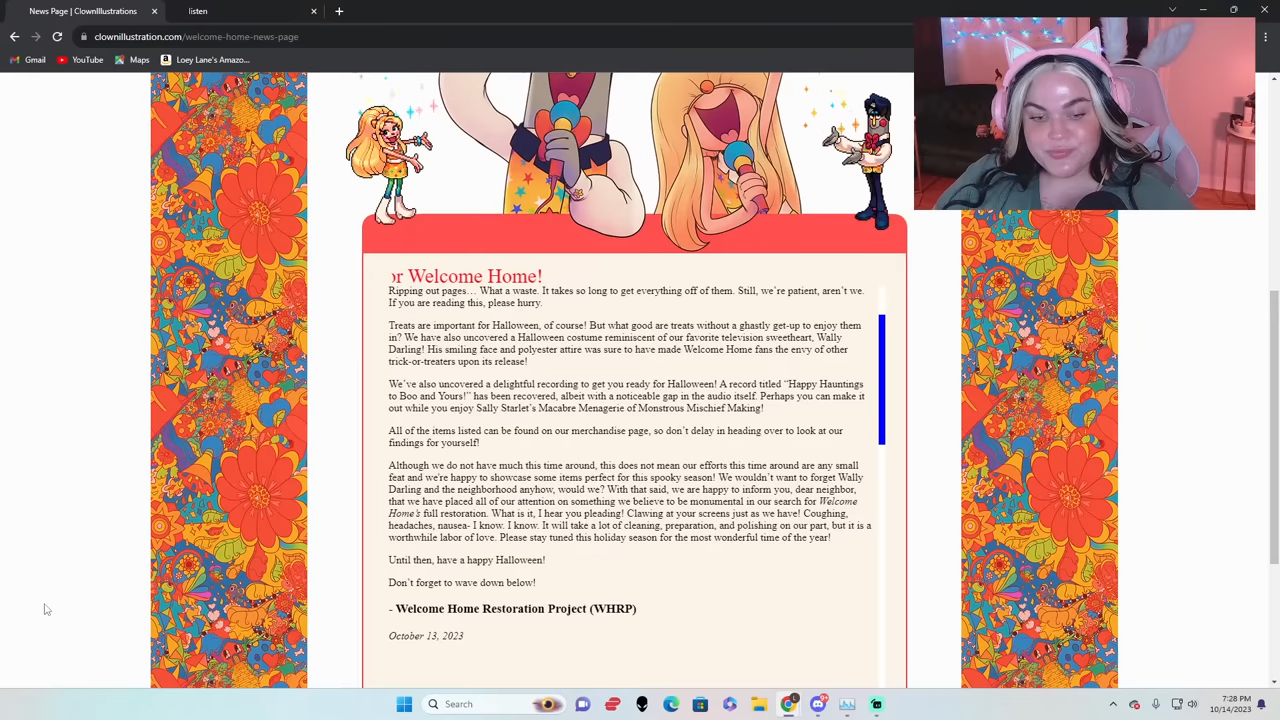 News Page | ClownIllustrations
listen
clownillustration.com/welcome-home-news-page
Gmail
YouTube
Maps
Loey Lane's Amazo...
or Welcome Home!
Ripping out pages… What a waste. It takes so long to get everything off of them. Still, we're patient, aren't we.
If you are reading this, please hurry.
Treats are important for Halloween, of course! But what good are treats without a ghastly get-up to enjoy them
in? We have also uncovered a Halloween costume reminiscent of our favorite television sweetheart, Wally
Darling! His smiling face and polyester attire was sure to have made Welcome Home fans the envy of other
trick-or-treaters upon its release!
We've also uncovered a delightful recording to get you ready for Halloween! A record titled “Happy Hauntings
to Boo and Yours!” has been recovered, albeit with a noticeable gap in the audio itself. Perhaps you can make it
out while you enjoy Sally Starlet's Macabre Menagerie of Monstrous Mischief Making!
All of the items listed can be found on our merchandise page, so don't delay in heading over to look at our
findings for yourself!
Although we do not have much this time around, this does not mean our efforts this time around are any small
feat and we're happy to showcase some items perfect for this spooky season! We wouldn't want to forget Wally
Darling and the neighborhood anyhow, would we? With that said, we are happy to inform you, dear neighbor,
that we have placed all of our attention on something we believe to be monumental in our search for Welcome
Home's full restoration. What is it, I hear you pleading! Clawing at your screens just as we have! Coughing,
headaches, nausea- I know. I know. It will take a lot of cleaning, preparation, and polishing on our part, but it is a
worthwhile labor of love. Please stay tuned this holiday season for the most wonderful time of the year!
Until then, have a happy Halloween!
Don't forget to wave down below!
- Welcome Home Restoration Project (WHRP)
October 13, 2023
Search
7:28 PM
10/14/2023